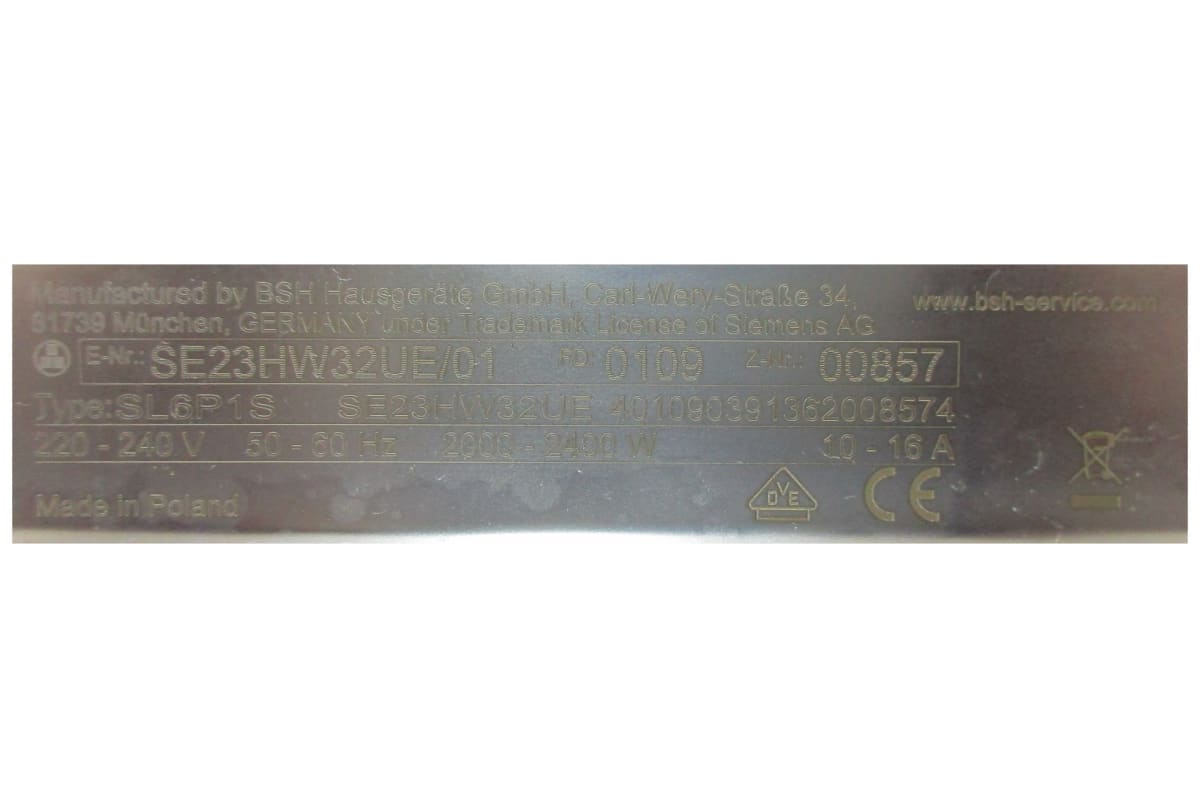 Manufactured by BSH Hausgeräte GmbH, Carl-Wery-Straße 34,
www.bsh-service.com
81739 München, GERMANY under Trademark License of Siemens AG
E-Nr.: SE23HW32UE/01 FD: 0109 Z-Nr.: 00857
Type: SL6P1S SE23HW32UE 401090391362008574
220 - 240 V 50 - 60 Hz 2000 - 2400 W 10 - 16 A
Made in Poland
DVE
CE